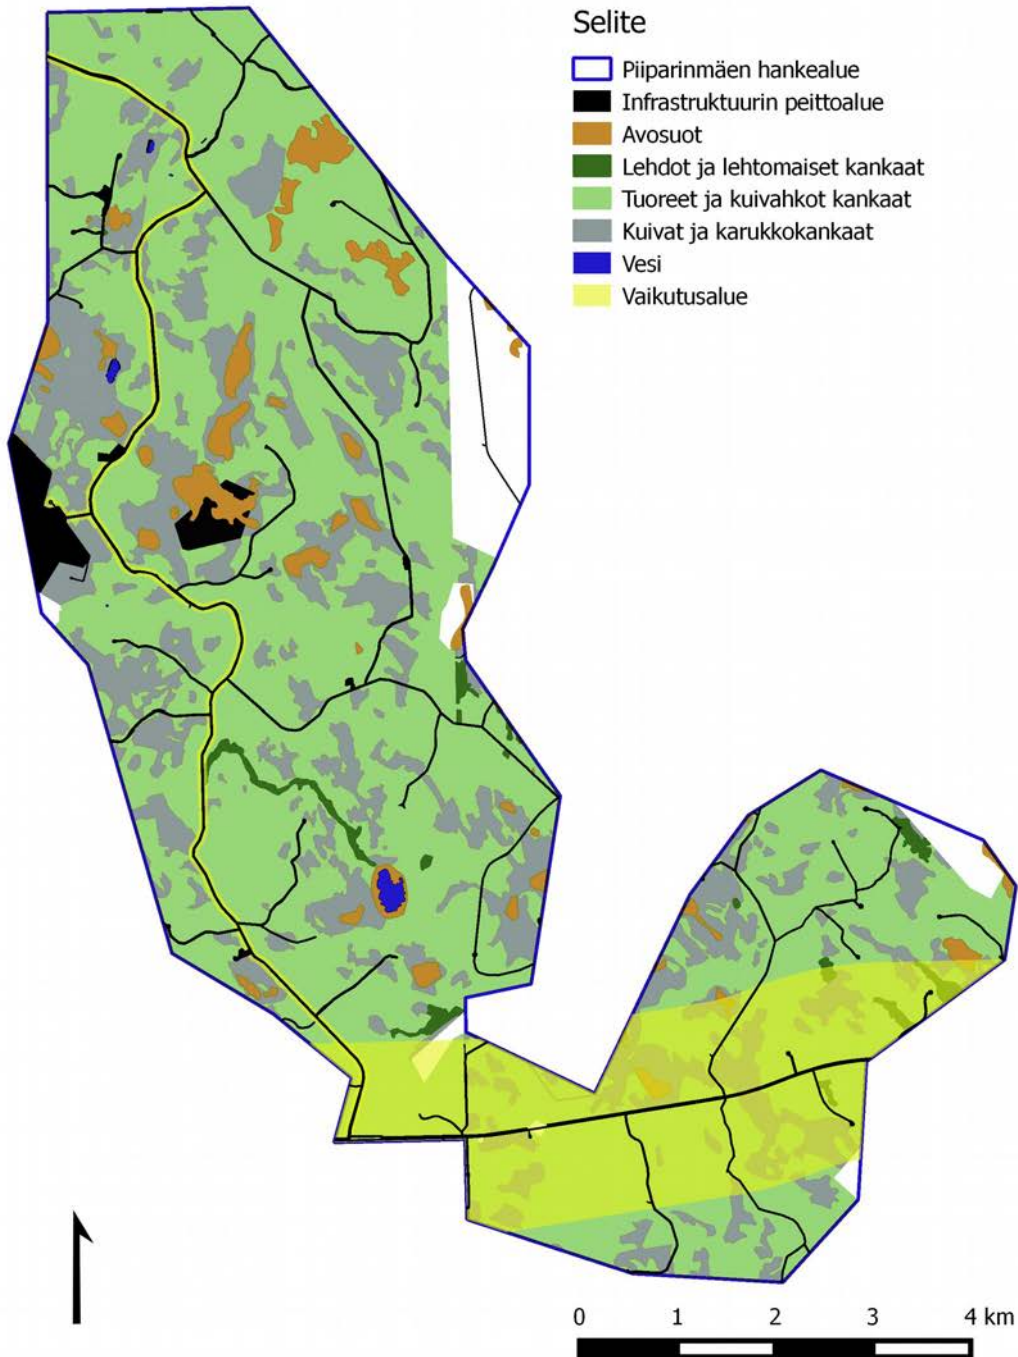 Selite
Piiparinmäen hankealue
Infrastruktuurin peittoalue
Avosuot
Lehdot ja lehtomaiset kankaat
Tuoreet ja kuivahkot kankaat
Kuivat ja karukkokankaat
Vesi
Vaikutusalue
0 1 2 3 4 km